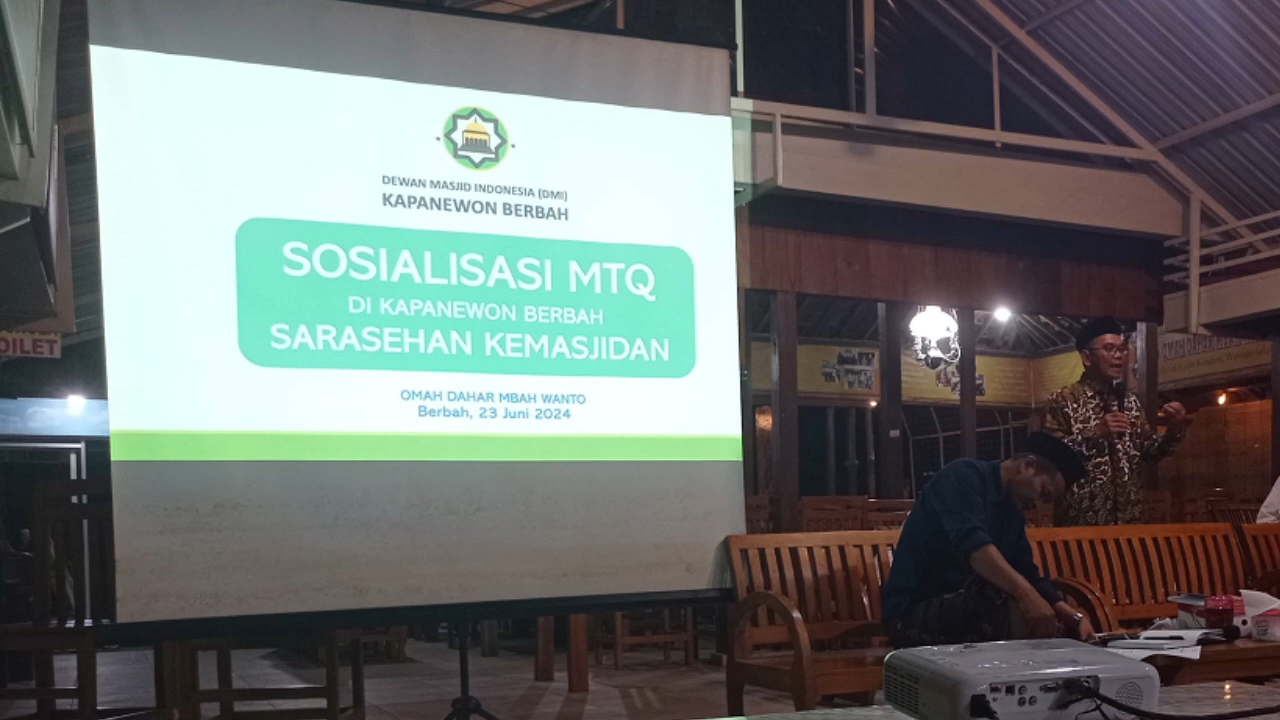 DEWAN MASJID INDONESIA (DMI)
KAPANEWON BERBAH
SOSIALISASI MTQ
DI KAPANEWON BERBAH
SARASEHAN KEMASJIDAN
OMAH DAHAR MBAH WANTO
Berbah, 23 Juni 2024